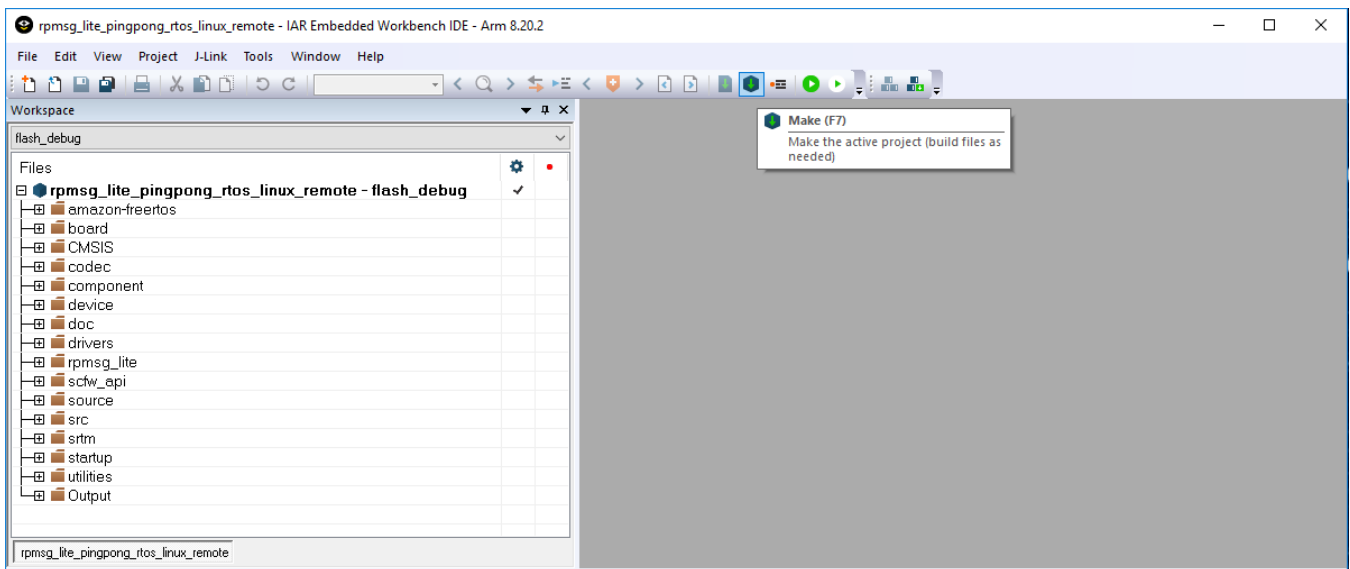 rpmsg_lite_pingpong_rtos_linux_remote - IAR Embedded Workbench IDE - Arm 8.20.2
File Edit View Project J-Link Tools Window Help
Workspace
flash_debug
Files
rpmsg_lite_pingpong_rtos_linux_remote - flash_debug
amazon-freertos
board
CMSIS
codec
component
device
doc
drivers
rpmsg_lite
scfw_api
source
src
srtm
startup
utilities
Output
rpmsg_lite_pingpong_rtos_linux_remote
Make (F7)
Make the active project (build files as
needed)